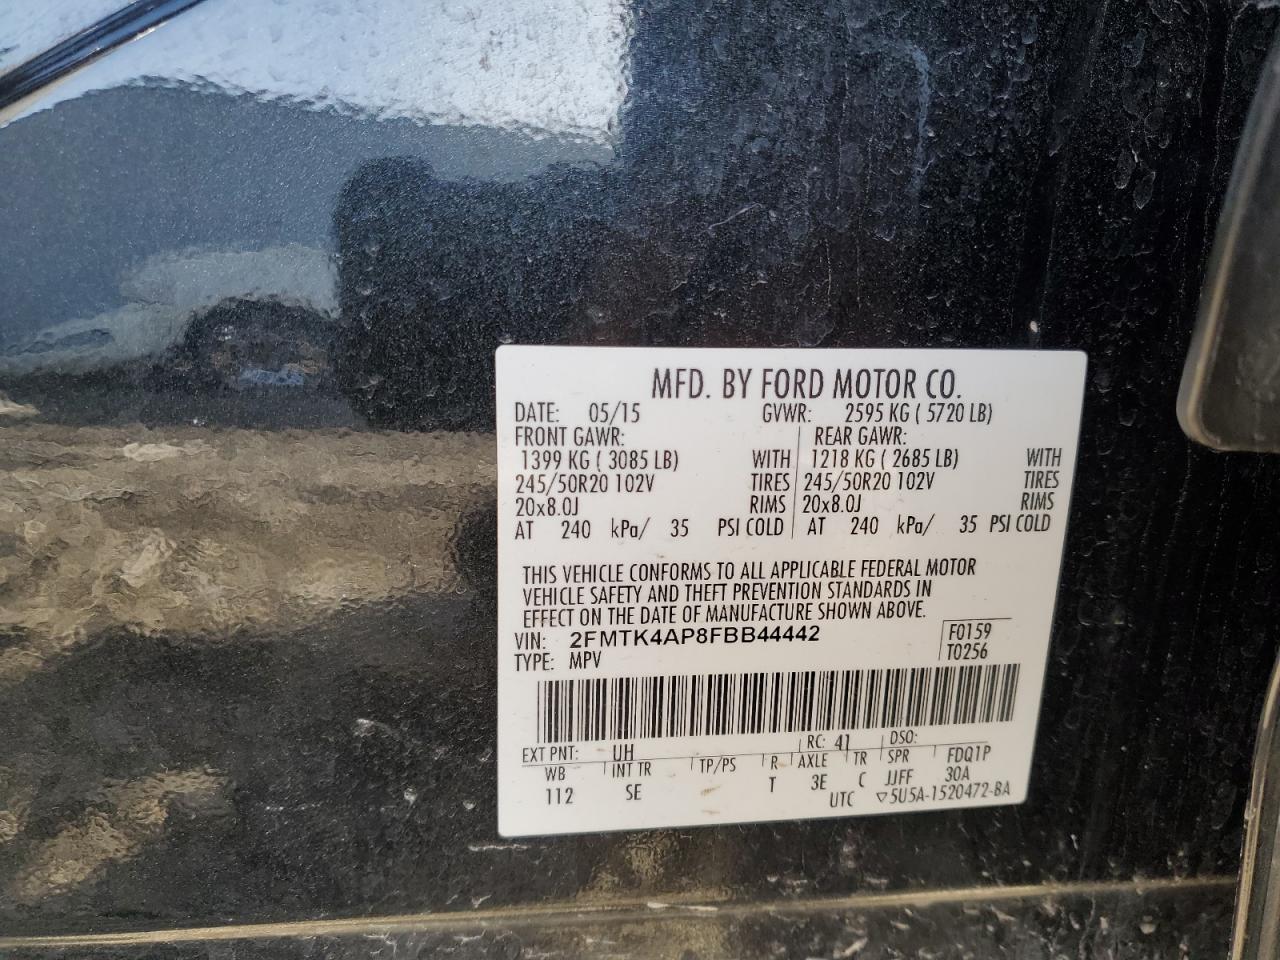 MFD. BY FORD MOTOR CO.
DATE: 05/15 GVWR: 2595 KG ( 5720 LB)
FRONT GAWR: REAR GAWR:
1399 KG ( 3085 LB) WITH 1218 KG ( 2685 LB) WITH
245/50R20 102V TIRES 245/50R20 102V TIRES
20x8.0J RIMS 20x8.0J RIMS
AT 240 kPa/ 35 PSI COLD AT 240 kPa/ 35 PSI COLD
THIS VEHICLE CONFORMS TO ALL APPLICABLE FEDERAL MOTOR
VEHICLE SAFETY AND THEFT PREVENTION STANDARDS IN
EFFECT ON THE DATE OF MANUFACTURE SHOWN ABOVE.
VIN: 2FMTK4AP8FBB44442 F0159
TYPE: MPV T0256
EXT PNT: UH RC: 41 DSO: FDQ1P
WB INT TR TP/PS R AXLE TR SPR
112 SE T 3E C JJFF 30A
UTC ▽5U5A-1520472-BA